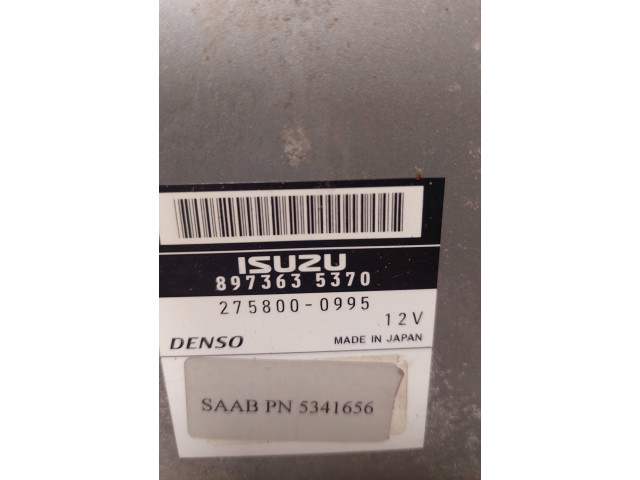 ISUZU
897363 5370
275800-0995
12V
DENSO MADE IN JAPAN
SAAB PN 5341656